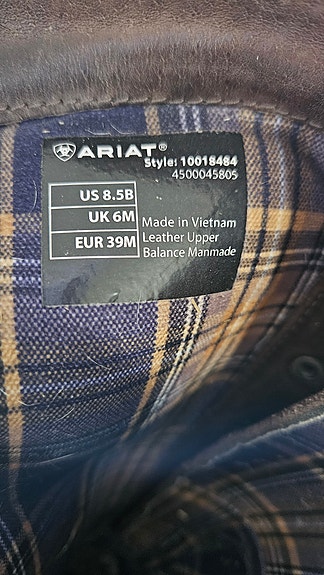 ARIAT®
Style: 10018484
4500045805
US 8.5B
UK 6M
EUR 39M
Made in Vietnam
Leather Upper
Balance Manmade